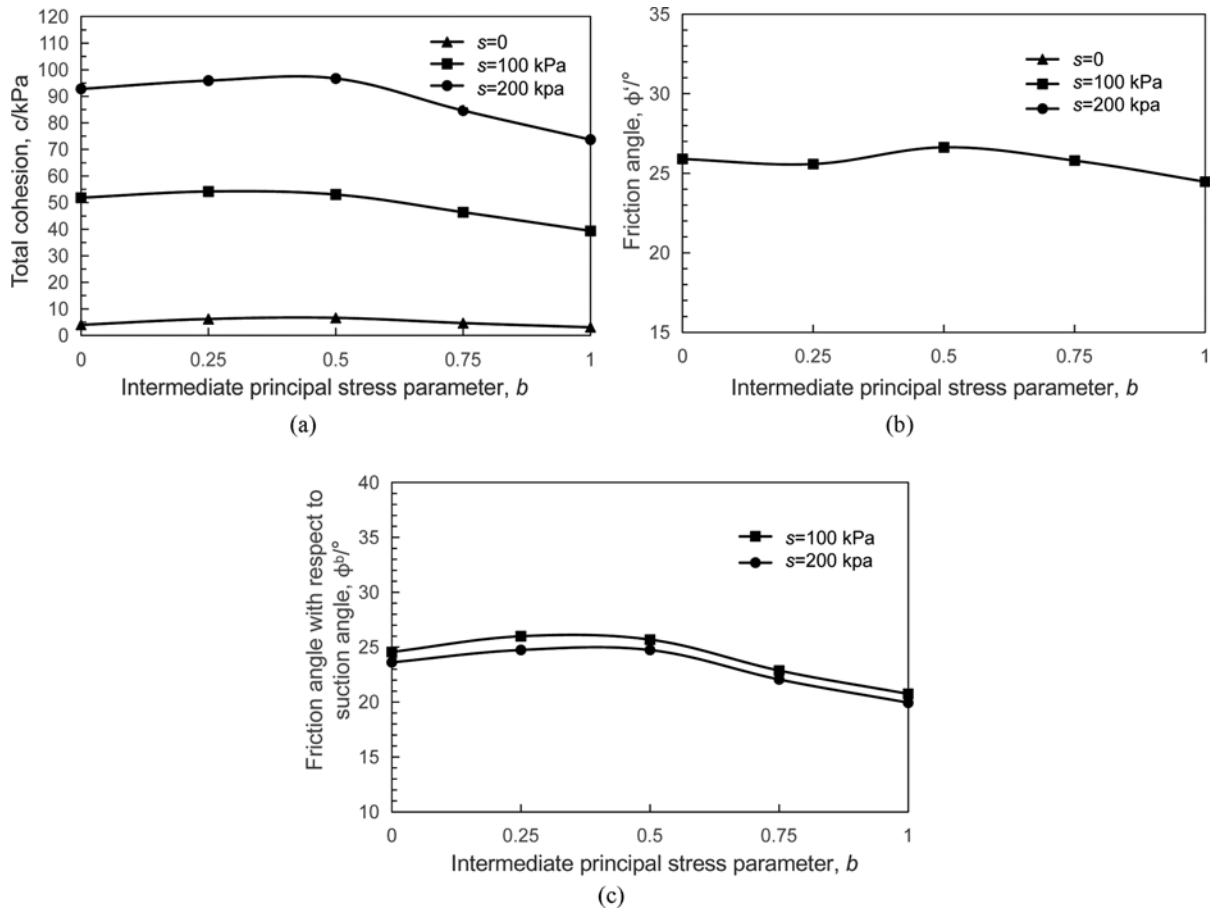 120
110
100
90
80
70
60
50
40
30
20
10
0
Total cohesion, c/kPa
s=0
s=100 kPa
s=200 kpa
0 0.25 0.5 0.75 1
Intermediate principal stress parameter, b
(a)
35
30
25
20
15
Friction angle, ϕ'/°
s=0
s=100 kPa
s=200 kpa
0 0.25 0.5 0.75 1
Intermediate principal stress parameter, b
(b)
40
35
30
25
20
15
10
Friction angle with respect to
suction angle, ϕᵇ/°
s=100 kPa
s=200 kpa
0 0.25 0.5 0.75 1
Intermediate principal stress parameter, b
(c)